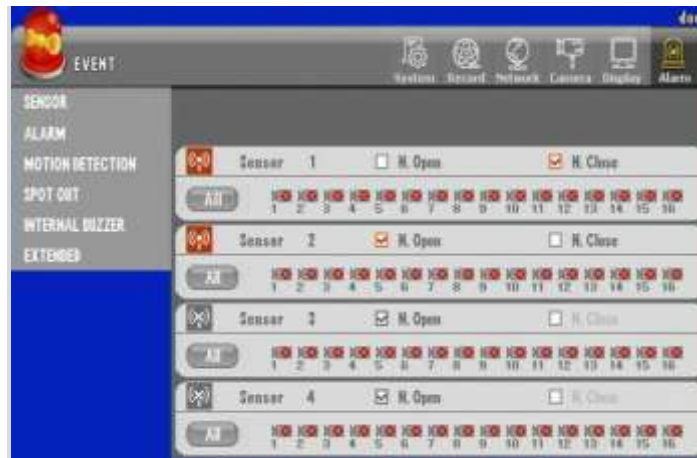 EVENT
System Record Network Camera Display Alarm
SENSOR
ALARM
MOTION DETECTION
SPOT OUT
INTERNAL BUZZER
EXTENDED
Sensor 1 N. Open N. Close
All
1 2 3 4 5 6 7 8 9 10 11 12 13 14 15 16
Sensor 2 N. Open N. Close
All
1 2 3 4 5 6 7 8 9 10 11 12 13 14 15 16
Sensor 3 N. Open N. Close
All
1 2 3 4 5 6 7 8 9 10 11 12 13 14 15 16
Sensor 4 N. Open N. Close
All
1 2 3 4 5 6 7 8 9 10 11 12 13 14 15 16